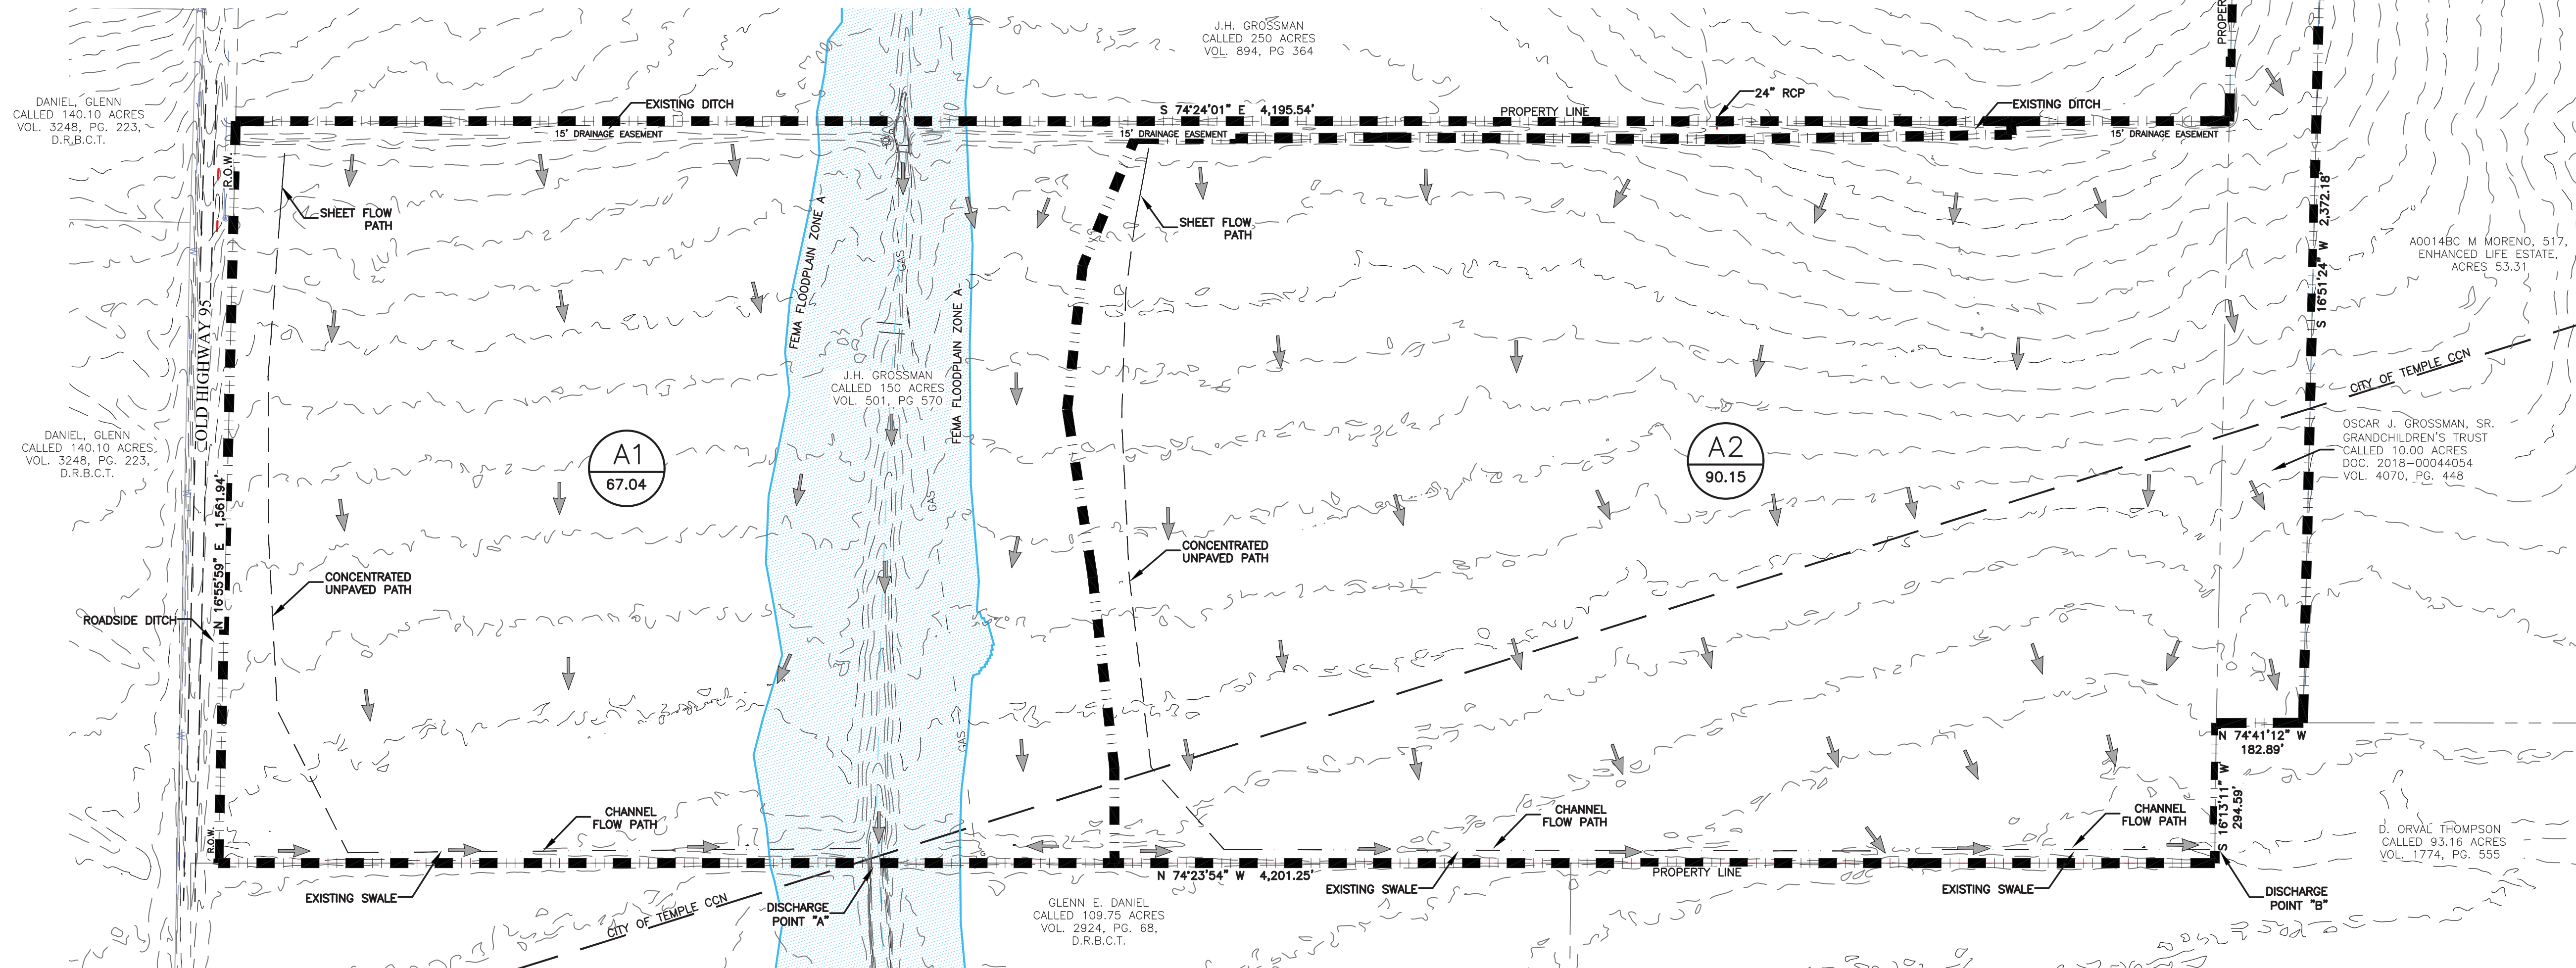 J.H. GROSSMAN
CALLED 250 ACRES
VOL. 894, PG 364
PROPER
DANIEL, GLENN
CALLED 140.10 ACRES
VOL. 3248, PG. 223,
D.R.B.C.T.
EXISTING DITCH
15' DRAINAGE EASEMENT
S 74°24'01" E 4,195.54'
15' DRAINAGE EASEMENT
PROPERTY LINE
24" RCP
EXISTING DITCH
15' DRAINAGE EASEMENT
R.O.W.
SHEET FLOW
PATH
SHEET FLOW
PATH
FEMA FLOODPLAIN ZONE A
GAS
FEMA FLOODPLAIN ZONE A
S 16°51'24" W 2,372.18'
A0014BC M MORENO, 517,
ENHANCED LIFE ESTATE,
ACRES 53.31
OLD HIGHWAY 95
J.H. GROSSMAN
CALLED 150 ACRES
VOL. 501, PG 570
CITY OF TEMPLE CCN
DANIEL, GLENN
CALLED 140.10 ACRES
VOL. 3248, PG. 223,
D.R.B.C.T.
A1
67.04
A2
90.15
OSCAR J. GROSSMAN, SR.
GRANDCHILDREN'S TRUST
CALLED 10.00 ACRES
DOC. 2018-00044054
VOL. 4070, PG. 448
GAS
N 16°55'59" E 1,561.94'
CONCENTRATED
UNPAVED PATH
CONCENTRATED
UNPAVED PATH
ROADSIDE DITCH
GAS
N 74°41'12" W
182.89'
S 16°13'11" W
294.59'
CHANNEL
FLOW PATH
CHANNEL
FLOW PATH
CHANNEL
FLOW PATH
R.O.W.
D. ORVAL THOMPSON
CALLED 93.16 ACRES
VOL. 1774, PG. 555
N 74°23'54" W 4,201.25'
PROPERTY LINE
EXISTING SWALE
EXISTING SWALE
EXISTING SWALE
DISCHARGE
POINT "A"
DISCHARGE
POINT "B"
CITY OF TEMPLE CCN
GLENN E. DANIEL
CALLED 109.75 ACRES
VOL. 2924, PG. 68,
D.R.B.C.T.